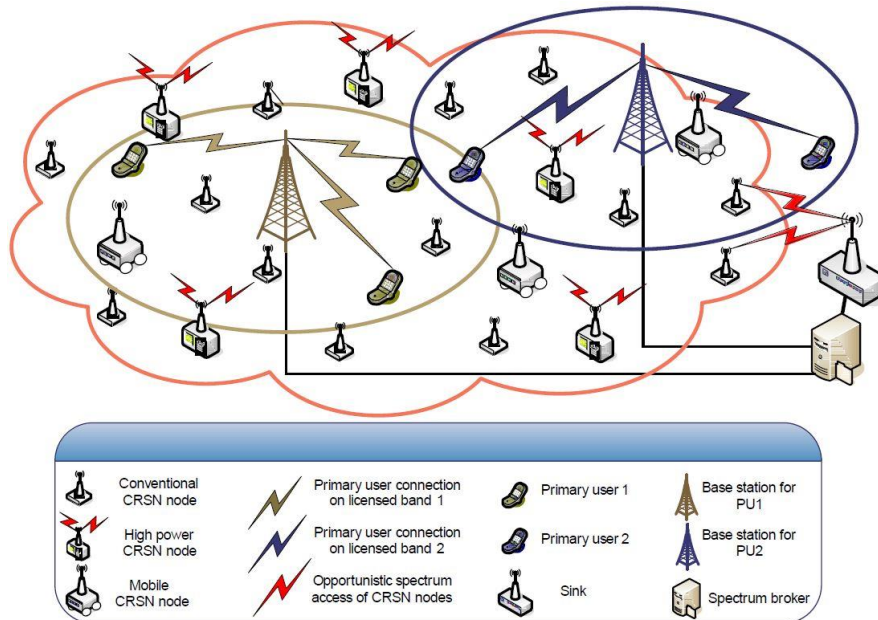 Conventional
CRSN node
Primary user connection
on licensed band 1
Primary user 1
Base station for
PU1
High power
CRSN node
Primary user connection
on licensed band 2
Primary user 2
Base station for
PU2
Mobile
CRSN node
Opportunistic spectrum
access of CRSN nodes
Sink
Spectrum broker